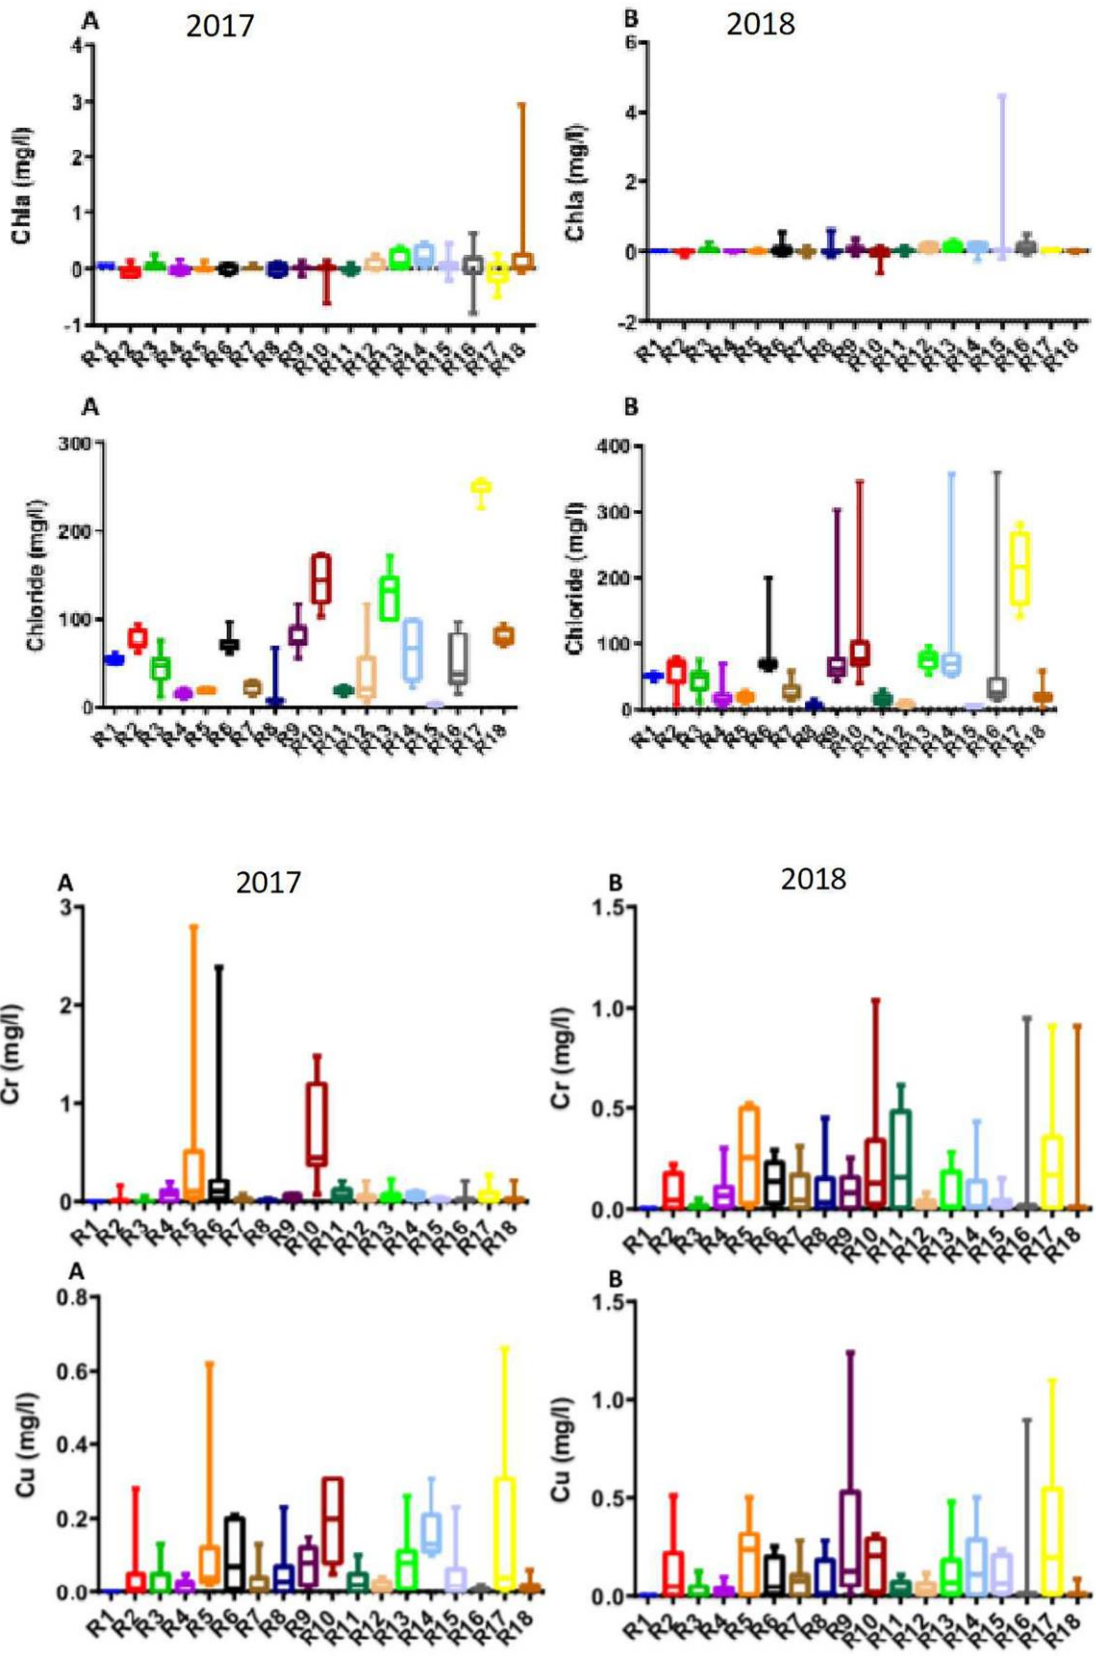 A 2017
B 2018
Chla (mg/l)
4
3
2
1
0
-1
R1 R2 R3 R4 R5 R6 R7 R8 R9 R10 R11 R12 R13 R14 R15 R16 R17 R18
Chla (mg/l)
6
4
2
0
-2
R1 R2 R3 R4 R5 R6 R7 R8 R9 R10 R11 R12 R13 R14 R15 R16 R17 R18
A
B
Chloride (mg/l)
300
200
100
0
R1 R2 R3 R4 R5 R6 R7 R8 R9 R10 R11 R12 R13 R14 R15 R16 R17 R18
Chloride (mg/l)
400
300
200
100
0
R1 R2 R3 R4 R5 R6 R7 R8 R9 R10 R11 R12 R13 R14 R15 R16 R17 R18
A 2017
B 2018
Cr (mg/l)
3
2
1
0
R1 R2 R3 R4 R5 R6 R7 R8 R9 R10 R11 R12 R13 R14 R15 R16 R17 R18
Cr (mg/l)
1.5
1.0
0.5
0.0
R1 R2 R3 R4 R5 R6 R7 R8 R9 R10 R11 R12 R13 R14 R15 R16 R17 R18
A
B
Cu (mg/l)
0.8
0.6
0.4
0.2
0.0
R1 R2 R3 R4 R5 R6 R7 R8 R9 R10 R11 R12 R13 R14 R15 R16 R17 R18
Cu (mg/l)
1.5
1.0
0.5
0.0
R1 R2 R3 R4 R5 R6 R7 R8 R9 R10 R11 R12 R13 R14 R15 R16 R17 R18